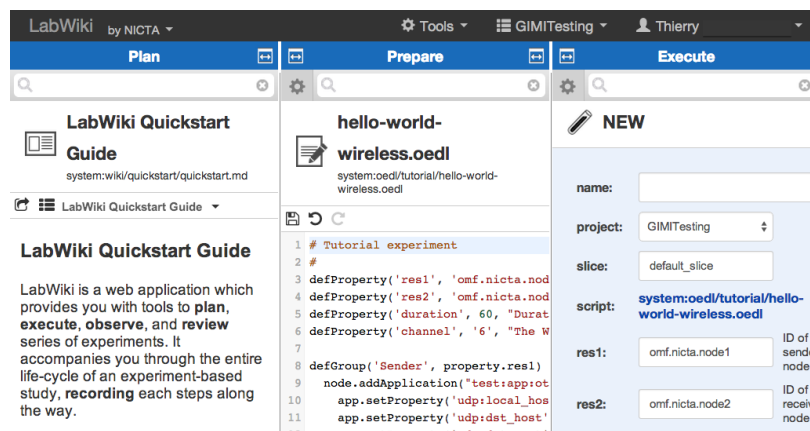 LabWiki by NICTA
Tools
GIMITesting
Thierry
Plan
Prepare
Execute
LabWiki Quickstart
Guide
system:wiki/quickstart/quickstart.md
LabWiki Quickstart Guide
LabWiki Quickstart Guide
LabWiki is a web application which
provides you with tools to plan,
execute, observe, and review
series of experiments. It
accompanies you through the entire
life-cycle of an experiment-based
study, recording each steps along
the way.
hello-world-
wireless.oedl
system:oedl/tutorial/hello-world-
wireless.oedl
1 # Tutorial experiment
2 #
3 defProperty('res1', 'omf.nicta.nod
4 defProperty('res2', 'omf.nicta.nod
5 defProperty('duration', 60, "Durat
6 defProperty('channel', '6', "The W
7
8 defGroup('Sender', property.res1)
9 node.addApplication("test:app:ot
10 app.setProperty('udp:local_hos
11 app.setProperty('udp:dst_host'
NEW
name:
project: GIMITesting
slice: default_slice
script: system:oedl/tutorial/hello-
world-wireless.oedl
res1: omf.nicta.node1
ID of
send
node
res2: omf.nicta.node2
ID of
recei
node